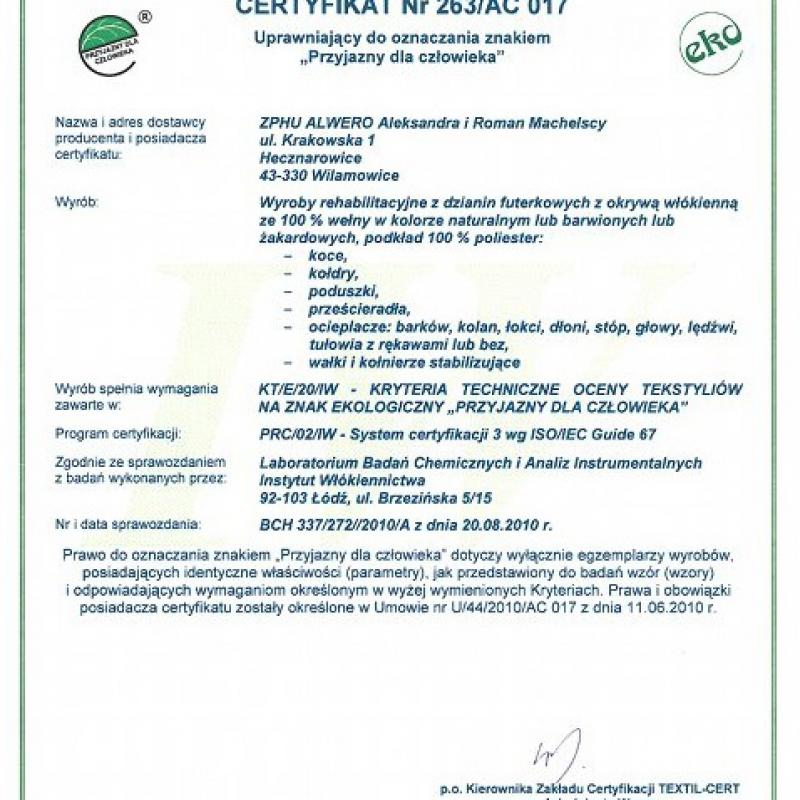 CERTYFIKAT Nr 263/AC 017
®
PRZYJAZNY DLA
CZŁOWIEKA
eko
Uprawniający do oznaczania znakiem
„Przyjazny dla człowieka”
Nazwa i adres dostawcy
producenta i posiadacza
certyfikatu:
ZPHU ALWERO Aleksandra i Roman Machelscy
ul. Krakowska 1
Hecznarowice
43-330 Wilamowice
Wyrób:
Wyroby rehabilitacyjne z dzianin futerkowych z okrywą włókienną
ze 100 % wełny w kolorze naturalnym lub barwionych lub
żakardowych, podkład 100 % poliester:
– koce,
– kołdry,
– poduszki,
– prześcieradła,
– ocieplacze: barków, kolan, łokci, dłoni, stóp, głowy, lędźwi,
tułowia z rękawami lub bez,
– wałki i kołnierze stabilizujące
Wyrób spełnia wymagania
zawarte w:
KT/E/20/IW - KRYTERIA TECHNICZNE OCENY TEKSTYLIÓW
NA ZNAK EKOLOGICZNY „PRZYJAZNY DLA CZŁOWIEKA”
Program certyfikacji:
PRC/02/IW - System certyfikacji 3 wg ISO/IEC Guide 67
Zgodnie ze sprawozdaniem
z badań wykonanych przez:
Laboratorium Badań Chemicznych i Analiz Instrumentalnych
Instytut Włókiennictwa
92-103 Łódź, ul. Brzezińska 5/15
Nr i data sprawozdania:
BCH 337/272//2010/A z dnia 20.08.2010 r.
Prawo do oznaczania znakiem „Przyjazny dla człowieka” dotyczy wyłącznie egzemplarzy wyrobów,
posiadających identyczne właściwości (parametry), jak przedstawiony do badań wzór (wzory)
i odpowiadających wymaganiom określonym w wyżej wymienionych Kryteriach. Prawa i obowiązki
posiadacza certyfikatu zostały określone w Umowie nr U/44/2010/AC 017 z dnia 11.06.2010 r.
p.o. Kierownika Zakładu Certyfikacji TEXTIL-CERT